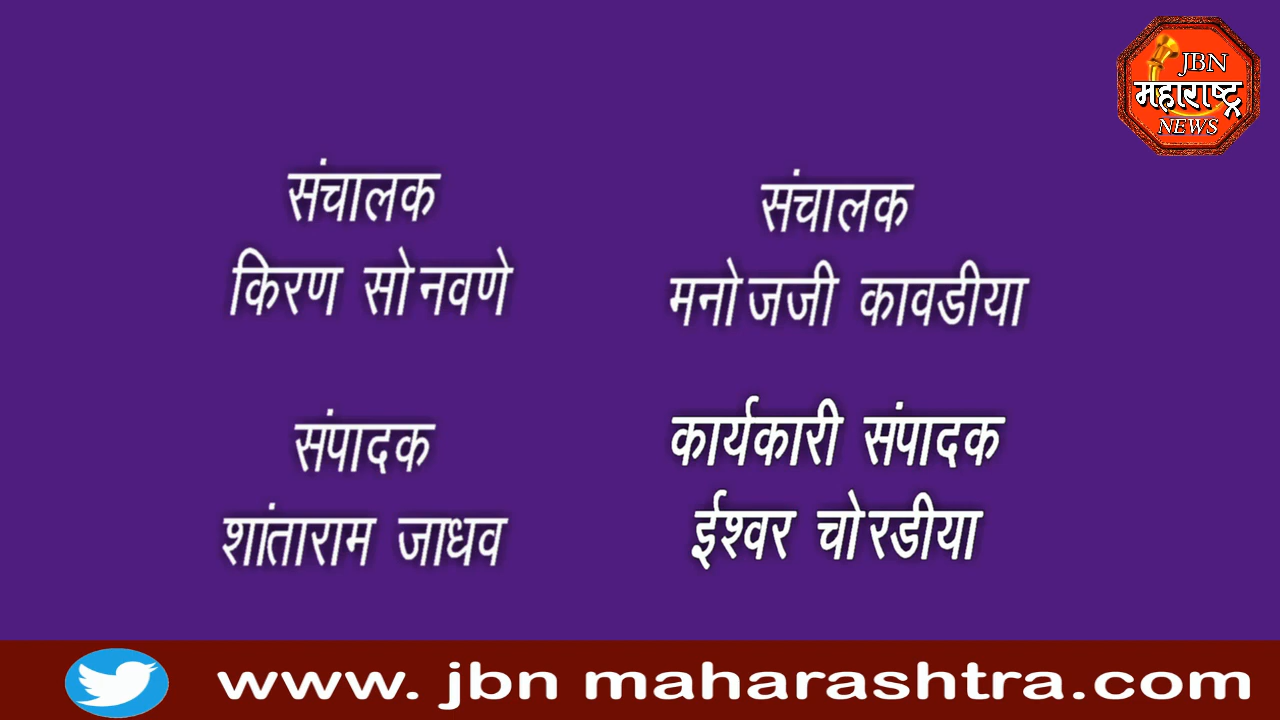 JBN
महाराष्ट्र
NEWS
संचालक
किरण सोनवणे
संचालक
मनोजजी कावडीया
संपादक
शांताराम जाधव
कार्यकारी संपादक
ईश्वर चोरडीया
www. jbn maharashtra.com